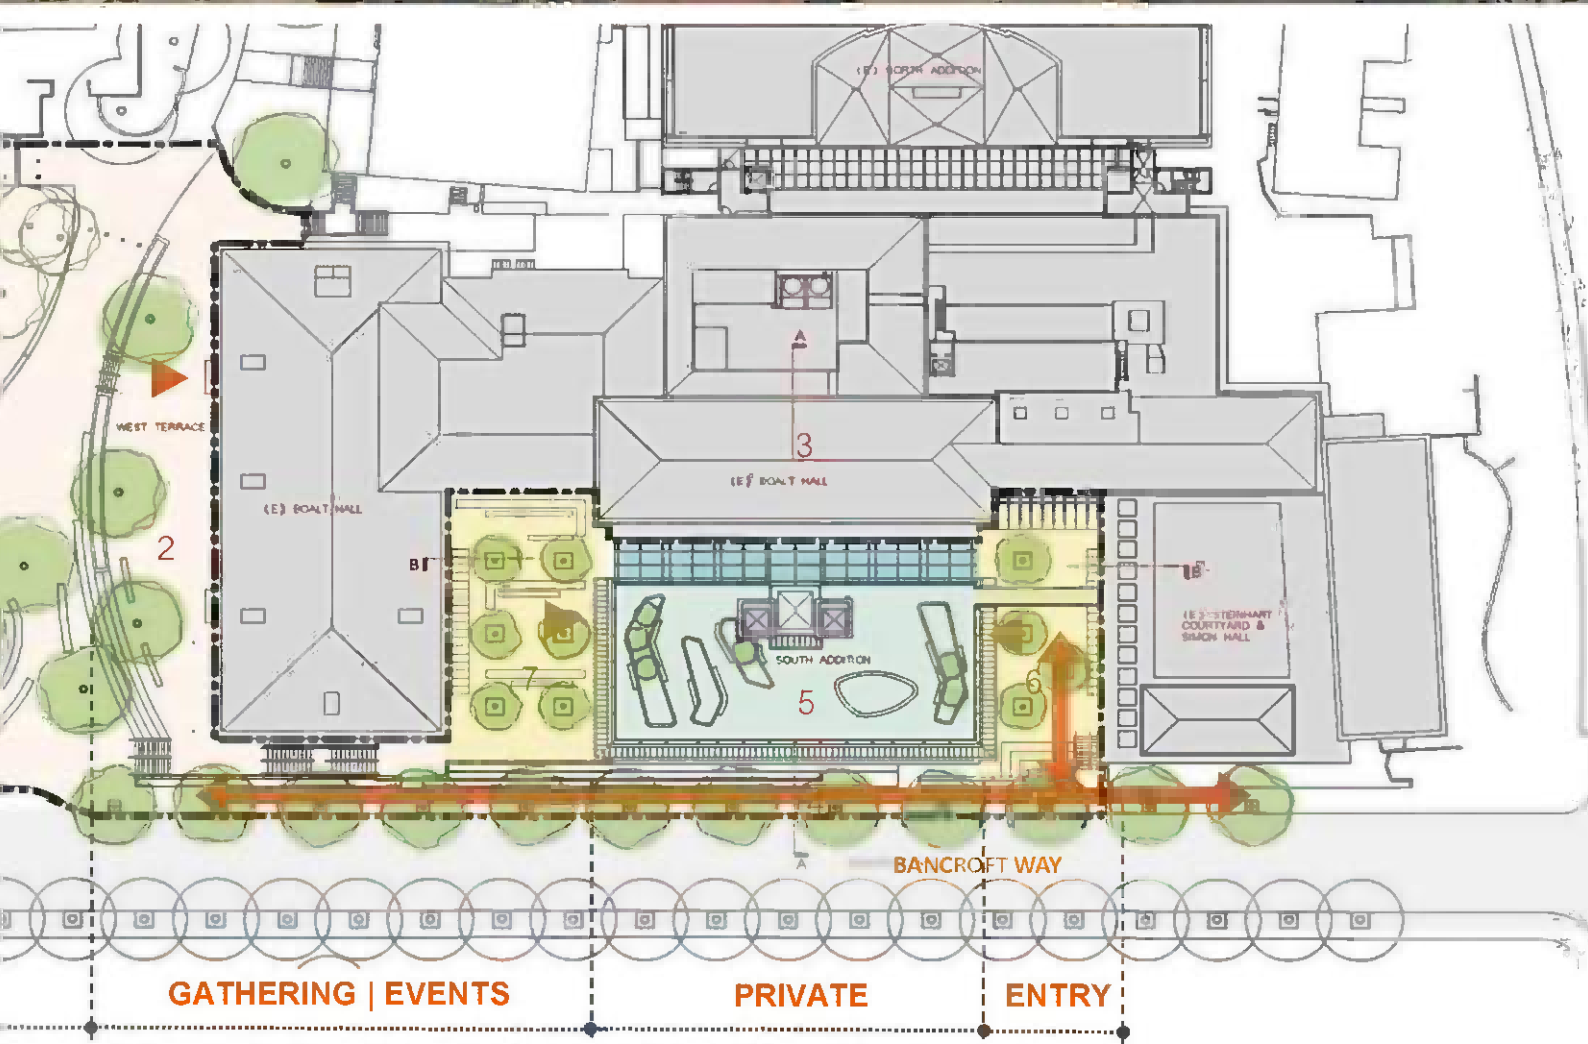 (E) NORTH ADDITION
A
WEST TERRACE
3
(E) BOALT HALL
(E) BOALT HALL
2
B
B'
(E) STEINHART
COURTYARD &
SIMON HALL
SOUTH ADDITION
7
5
6
4
A
BANCROFT WAY
GATHERING | EVENTS
PRIVATE
ENTRY